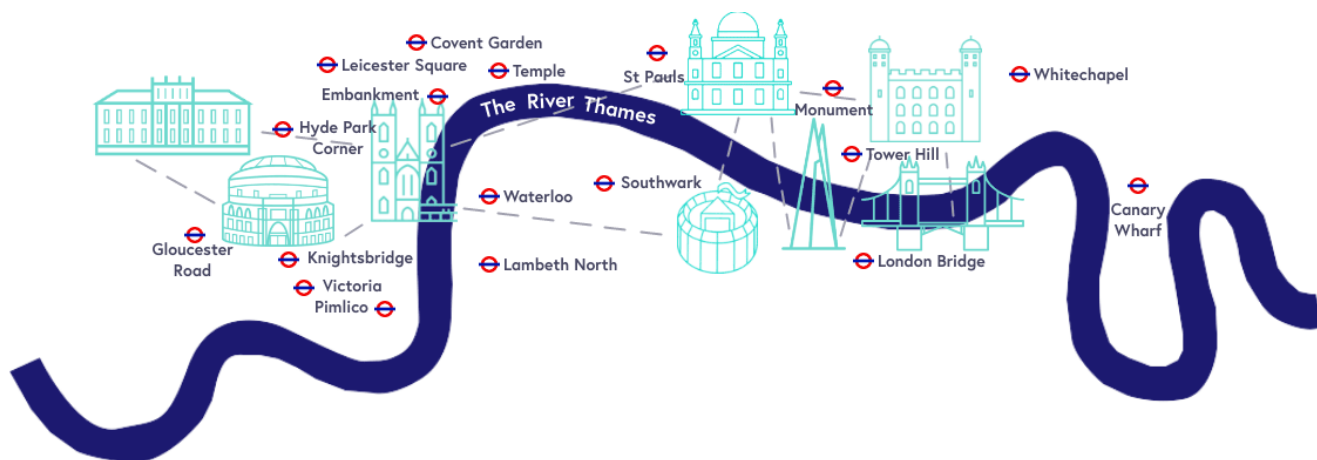 Covent Garden
Leicester Square
Temple
St Pauls
Whitechapel
Embankment
The River Thames
Monument
Hyde Park
Corner
Tower Hill
Waterloo
Southwark
Canary
Wharf
Gloucester
Road
Knightsbridge
Lambeth North
London Bridge
Victoria
Pimlico